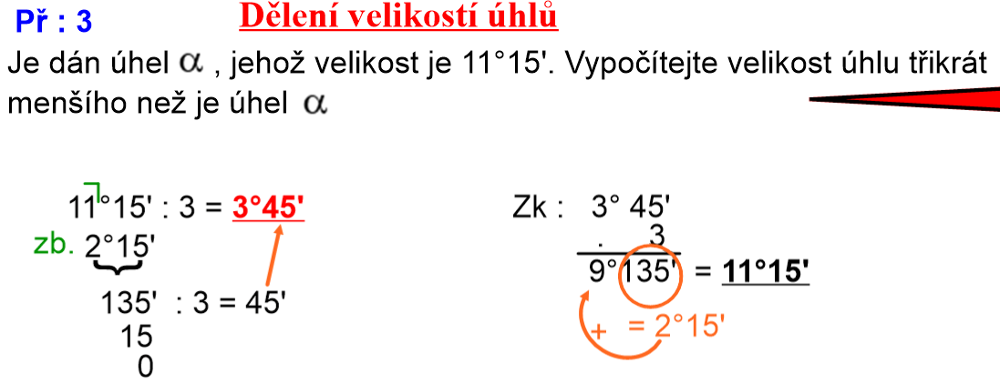 Př : 3
Dělení velikostí úhlů
Je dán úhel α , jehož velikost je 11°15'. Vypočítejte velikost úhlu třikrát
menšího než je úhel α
11°15' : 3 = 3°45'
zb. 2°15'
135' : 3 = 45'
15
0
Zk : 3° 45'
. 3
9°135' = 11°15'
+ = 2°15'